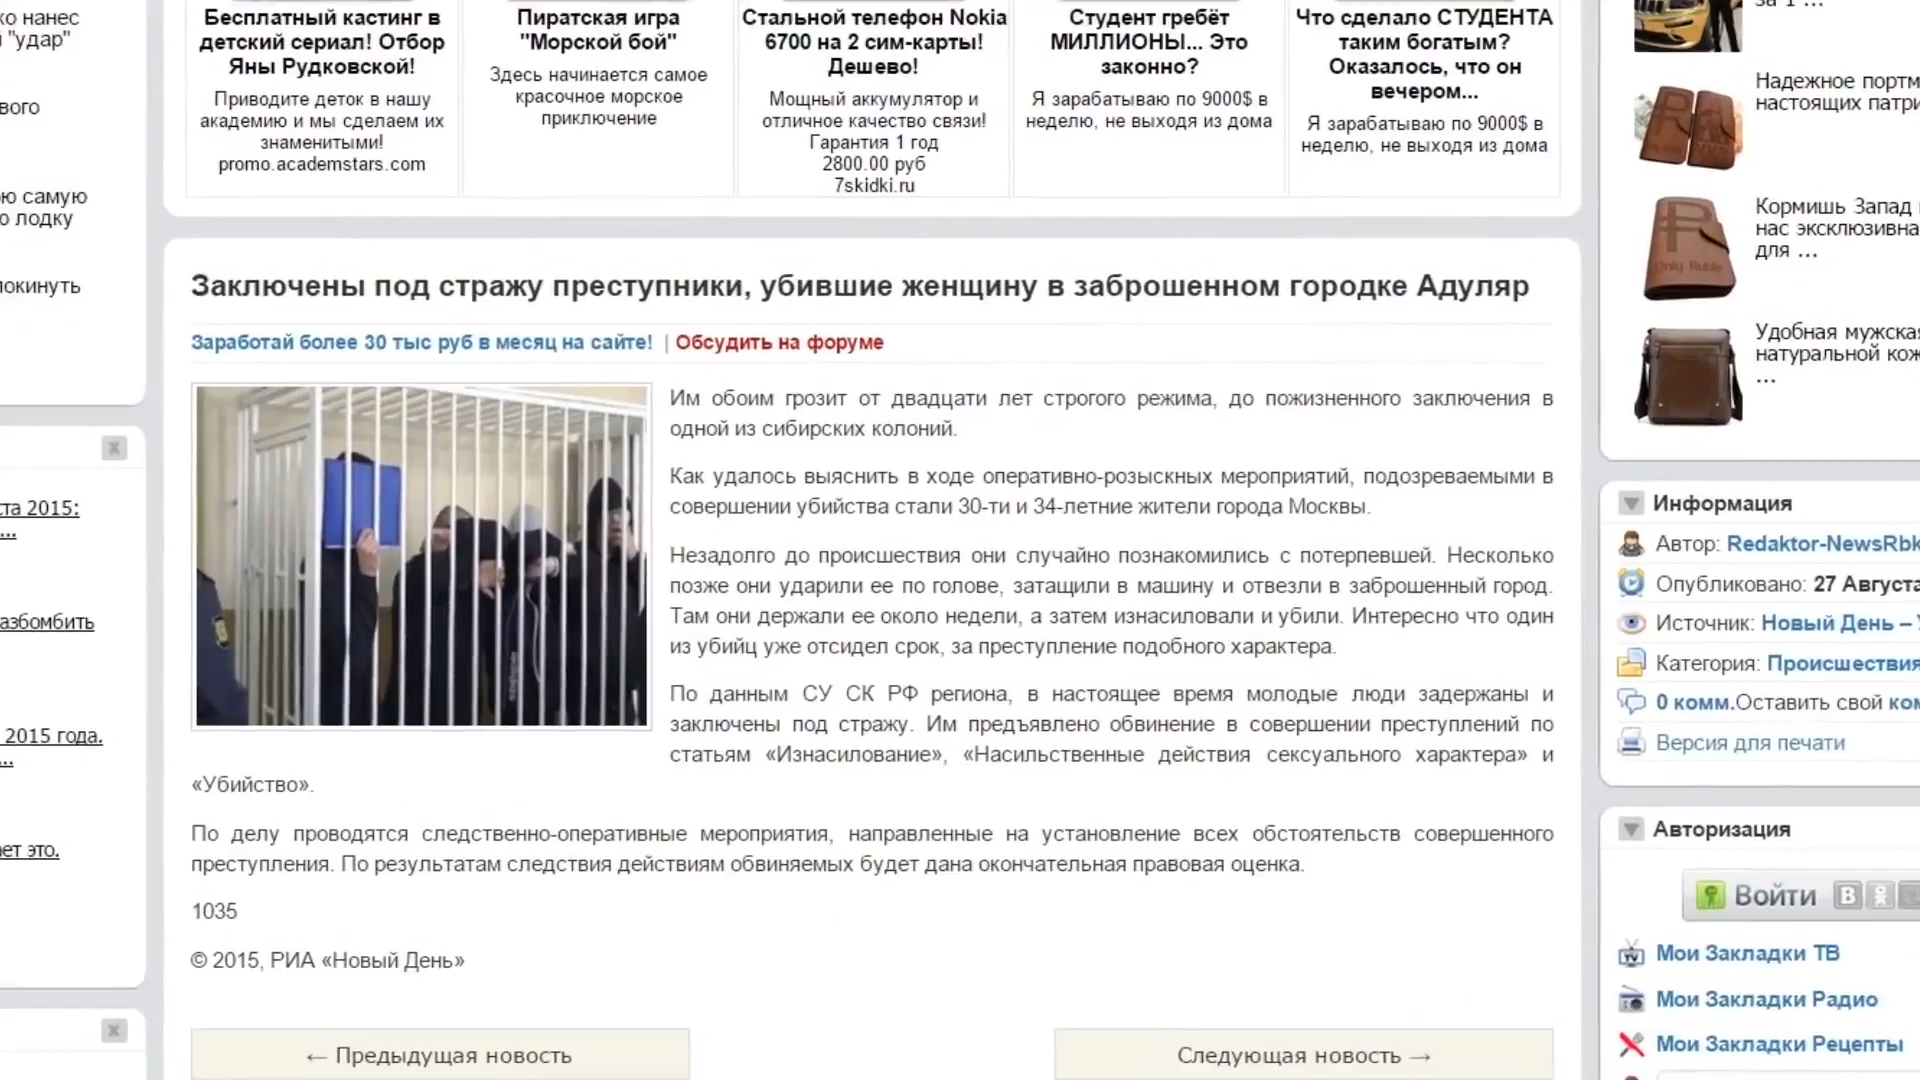 ко нанес
й "удар"
вого
ою самую
ю лодку
покинуть
ста 2015:
...
азбомбить
2015 года.
...
ает это.
Бесплатный кастинг в
детский сериал! Отбор
Яны Рудковской!
Приводите деток в нашу
академию и мы сделаем их
знаменитыми!
promo.academstars.com
Пиратская игра
"Морской бой"
Здесь начинается самое
красочное морское
приключение
Стальной телефон Nokia
6700 на 2 сим-карты!
Дешево!
Мощный аккумулятор и
отличное качество связи!
Гарантия 1 год
2800.00 руб
7skidki.ru
Студент гребёт
МИЛЛИОНЫ... Это
законно?
Я зарабатываю по 9000$ в
неделю, не выходя из дома
Что сделало СТУДЕНТА
таким богатым?
Оказалось, что он
вечером...
Я зарабатываю по 9000$ в
неделю, не выходя из дома
Заключены под стражу преступники, убившие женщину в заброшенном городке Адуляр
Заработай более 30 тыс руб в месяц на сайте! | Обсудить на форуме
Им обоим грозит от двадцати лет строгого режима, до пожизненного заключения в
одной из сибирских колоний.
Как удалось выяснить в ходе оперативно-розыскных мероприятий, подозреваемыми в
совершении убийства стали 30-ти и 34-летние жители города Москвы.
Незадолго до происшествия они случайно познакомились с потерпевшей. Несколько
позже они ударили ее по голове, затащили в машину и отвезли в заброшенный город.
Там они держали ее около недели, а затем изнасиловали и убили. Интересно что один
из убийц уже отсидел срок, за преступление подобного характера.
По данным СУ СК РФ региона, в настоящее время молодые люди задержаны и
заключены под стражу. Им предъявлено обвинение в совершении преступлений по
статьям «Изнасилование», «Насильственные действия сексуального характера» и
«Убийство».
По делу проводятся следственно-оперативные мероприятия, направленные на установление всех обстоятельств совершенного
преступления. По результатам следствия действиям обвиняемых будет дана окончательная правовая оценка.
1035
© 2015, РИА «Новый День»
← Предыдущая новость
Следующая новость →
за 1 ...
Надежное портм
настоящих патри
Кормишь Запад
нас эксклюзивна
для ...
Only Ruble
Удобная мужская
натуральной кож
...
Информация
Автор: Redaktor-NewsRbk
Опубликовано: 27 Августа
Источник: Новый День –
Категория: Происшествия
0 комм.Оставить свой ком
Версия для печати
Авторизация
Войти В
Мои Закладки ТВ
Мои Закладки Радио
Мои Закладки Рецепты